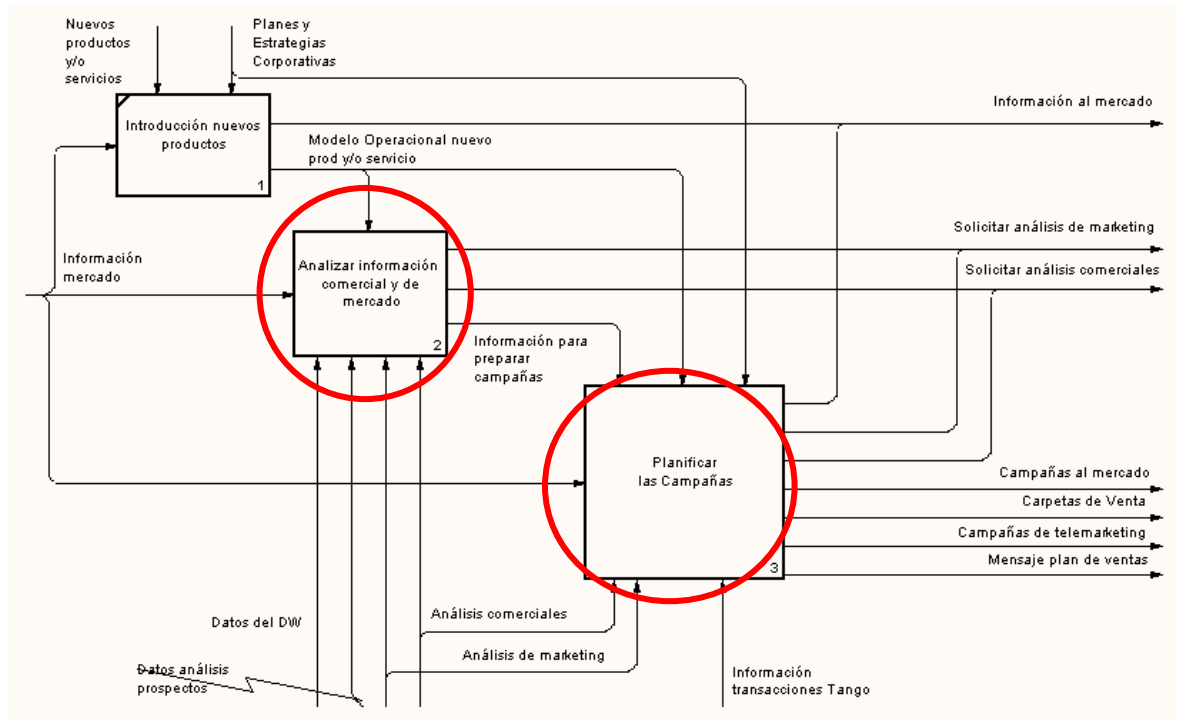 Nuevos
productos
y/o
servicios
Planes y
Estrategias
Corporativas
Introducción nuevos
productos
1
Información al mercado
Modelo Operacional nuevo
prod y/o servicio
Solicitar análisis de marketing
Información
mercado
Analizar información
comercial y de
mercado
2
Solicitar análisis comerciales
Información para
preparar
campañas
Planificar
las Campañas
3
Campañas al mercado
Carpetas de Venta
Campañas de telemarketing
Mensaje plan de ventas
Datos del DW
Análisis comerciales
Análisis de marketing
Datos análisis
prospectos
Información
transacciones Tango